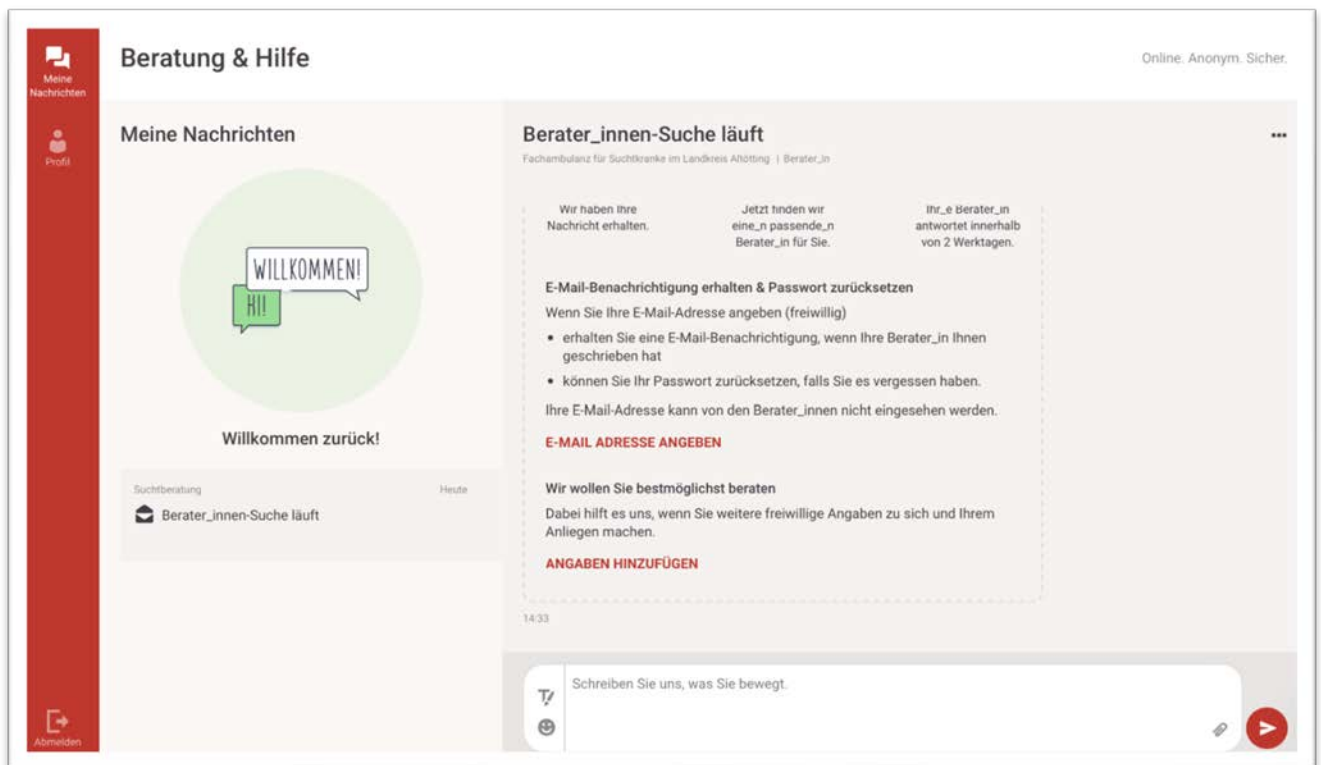 Meine
Nachrichten
Profil
Abmelden
Beratung & Hilfe
Online. Anonym. Sicher.
Meine Nachrichten
WILLKOMMEN!
HI!
Willkommen zurück!
Suchtberatung
Heute
Berater_innen-Suche läuft
Berater_innen-Suche läuft
Fachambulanz für Suchtkranke im Landkreis Altötting | Berater_in
Wir haben Ihre
Nachricht erhalten.
Jetzt finden wir
eine_n passende_n
Berater_in für Sie.
Ihr_e Berater_in
antwortet innerhalb
von 2 Werktagen.
E-Mail-Benachrichtigung erhalten & Passwort zurücksetzen
Wenn Sie Ihre E-Mail-Adresse angeben (freiwillig)
• erhalten Sie eine E-Mail-Benachrichtigung, wenn Ihre Berater_in Ihnen
geschrieben hat
• können Sie Ihr Passwort zurücksetzen, falls Sie es vergessen haben.
Ihre E-Mail-Adresse kann von den Berater_innen nicht eingesehen werden.
E-MAIL ADRESSE ANGEBEN
Wir wollen Sie bestmöglichst beraten
Dabei hilft es uns, wenn Sie weitere freiwillige Angaben zu sich und Ihrem
Anliegen machen.
ANGABEN HINZUFÜGEN
14:33
Schreiben Sie uns, was Sie bewegt.